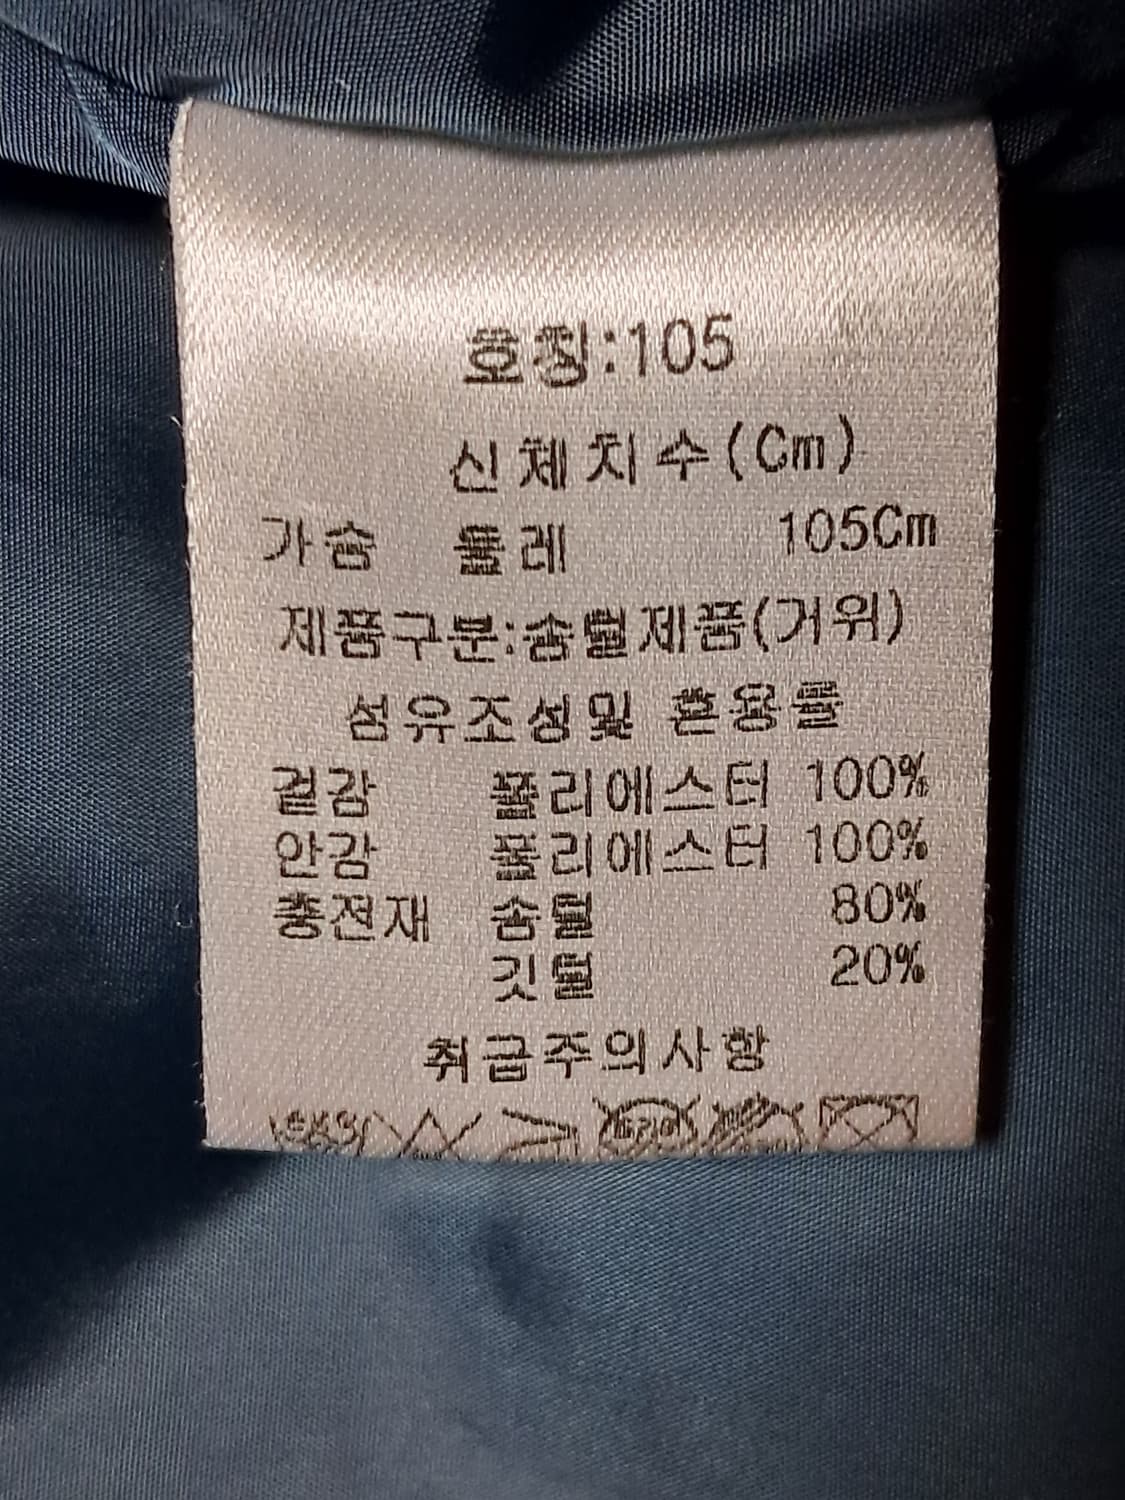 호칭:105
신체치수(Cm)
가슴 둘레 105Cm
제품구분:솜털제품(거위)
섬유조성및 혼용률
겉감 폴리에스터 100%
안감 폴리에스터 100%
충전재 솜털 80%
깃털 20%
취급주의사항